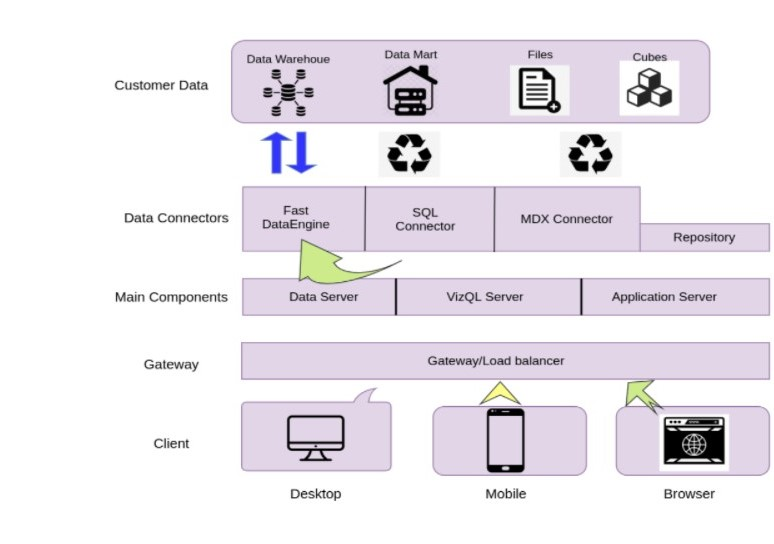 Customer Data
Data Warehoue
Data Mart
Files
Cubes
Data Connectors
Fast
DataEngine
SQL
Connector
MDX Connector
Repository
Main Components
Data Server
VizQL Server
Application Server
Gateway
Gateway/Load balancer
Client
Desktop
Mobile
Browser